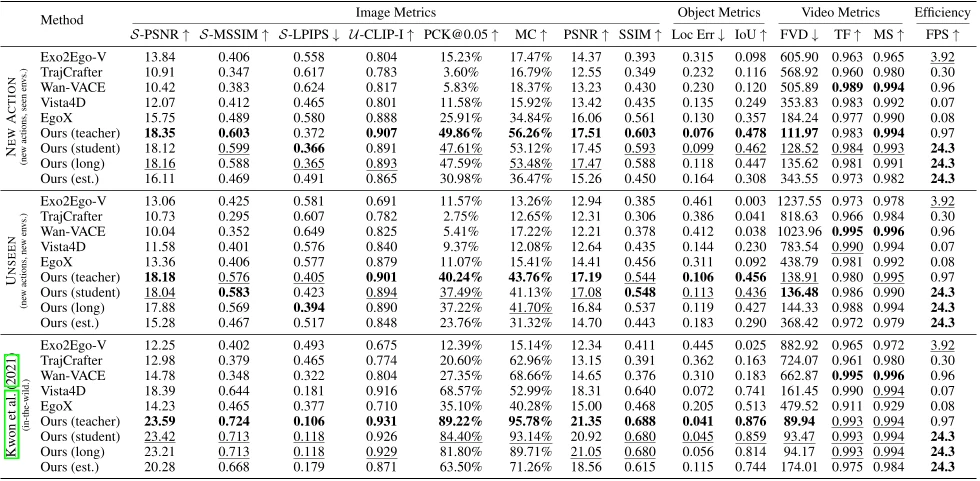 Method Image Metrics Object Metrics Video Metrics Efficiency
S-PSNR ↑ S-MSSIM ↑ S-LPIPS ↓ U-CLIP-I ↑ PCK@0.05 ↑ MC ↑ PSNR ↑ SSIM ↑ Loc Err ↓ IoU ↑ FVD ↓ TF ↑ MS ↑ FPS ↑
NEW ACTION
(new actions, seen envs.)
Exo2Ego-V 13.84 0.406 0.558 0.804 15.23% 17.47% 14.37 0.393 0.315 0.098 605.90 0.963 0.965 3.92
TrajCrafter 10.91 0.347 0.617 0.783 3.60% 16.79% 12.55 0.349 0.232 0.116 568.92 0.960 0.980 0.30
Wan-VACE 10.42 0.383 0.624 0.817 5.83% 18.37% 13.23 0.430 0.230 0.120 505.89 0.989 0.994 0.96
Vista4D 12.07 0.412 0.465 0.801 11.58% 15.92% 13.42 0.435 0.135 0.249 353.83 0.983 0.992 0.07
EgoX 15.75 0.489 0.580 0.888 25.91% 34.84% 16.06 0.561 0.130 0.357 184.24 0.977 0.990 0.08
Ours (teacher) 18.35 0.603 0.372 0.907 49.86% 56.26% 17.51 0.603 0.076 0.478 111.97 0.983 0.994 0.97
Ours (student) 18.12 0.599 0.366 0.891 47.61% 53.12% 17.45 0.593 0.099 0.462 128.52 0.984 0.993 24.3
Ours (long) 18.16 0.588 0.365 0.893 47.59% 53.48% 17.47 0.588 0.118 0.447 135.62 0.981 0.991 24.3
Ours (est.) 16.11 0.469 0.491 0.865 30.98% 36.47% 15.26 0.450 0.164 0.308 343.55 0.973 0.982 24.3
UNSEEN
(new actions, new envs.)
Exo2Ego-V 13.06 0.425 0.581 0.691 11.57% 13.26% 12.94 0.385 0.461 0.003 1237.55 0.973 0.978 3.92
TrajCrafter 10.73 0.295 0.607 0.782 2.75% 12.65% 12.31 0.306 0.386 0.041 818.63 0.966 0.984 0.30
Wan-VACE 10.04 0.352 0.649 0.825 5.41% 17.22% 12.21 0.378 0.412 0.038 1023.96 0.995 0.996 0.96
Vista4D 11.58 0.401 0.576 0.840 9.37% 12.08% 12.64 0.435 0.144 0.230 783.54 0.990 0.994 0.07
EgoX 13.36 0.406 0.577 0.879 11.07% 15.41% 14.41 0.456 0.311 0.092 438.79 0.981 0.992 0.08
Ours (teacher) 18.18 0.576 0.405 0.901 40.24% 43.76% 17.19 0.544 0.106 0.456 138.91 0.980 0.995 0.97
Ours (student) 18.04 0.583 0.423 0.894 37.49% 41.13% 17.08 0.548 0.113 0.436 136.48 0.986 0.990 24.3
Ours (long) 17.88 0.569 0.394 0.890 37.22% 41.70% 16.84 0.537 0.119 0.427 144.33 0.988 0.994 24.3
Ours (est.) 15.28 0.467 0.517 0.848 23.76% 31.32% 14.70 0.443 0.183 0.290 368.42 0.972 0.979 24.3
Kwon et al. (2021)
(in-the-wild.)
Exo2Ego-V 12.25 0.402 0.493 0.675 12.39% 15.14% 12.34 0.411 0.445 0.025 882.92 0.965 0.972 3.92
TrajCrafter 12.98 0.379 0.465 0.774 20.60% 62.96% 13.15 0.391 0.362 0.163 724.07 0.961 0.980 0.30
Wan-VACE 14.78 0.348 0.322 0.804 27.35% 68.66% 14.65 0.376 0.310 0.183 662.87 0.995 0.996 0.96
Vista4D 18.39 0.644 0.181 0.916 68.57% 52.99% 18.31 0.640 0.072 0.741 161.45 0.990 0.994 0.07
EgoX 14.23 0.465 0.377 0.710 35.10% 40.28% 15.00 0.468 0.205 0.513 479.52 0.911 0.929 0.08
Ours (teacher) 23.59 0.724 0.106 0.931 89.22% 95.78% 21.35 0.688 0.041 0.876 89.94 0.993 0.994 0.97
Ours (student) 23.42 0.713 0.118 0.926 84.40% 93.14% 20.92 0.680 0.045 0.859 93.47 0.993 0.994 24.3
Ours (long) 23.21 0.713 0.118 0.929 81.80% 89.71% 21.05 0.680 0.056 0.814 94.17 0.993 0.994 24.3
Ours (est.) 20.28 0.668 0.179 0.871 63.50% 71.26% 18.56 0.615 0.115 0.744 174.01 0.975 0.984 24.3